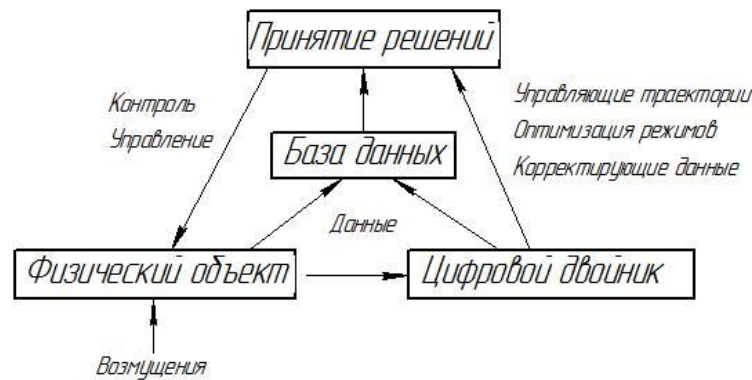 Принятие решений
Контроль
Управление
Управляющие траектории
Оптимизация режимов
Корректирующие данные
База данных
Данные
Физический объект
Цифровой двойник
Возмущения